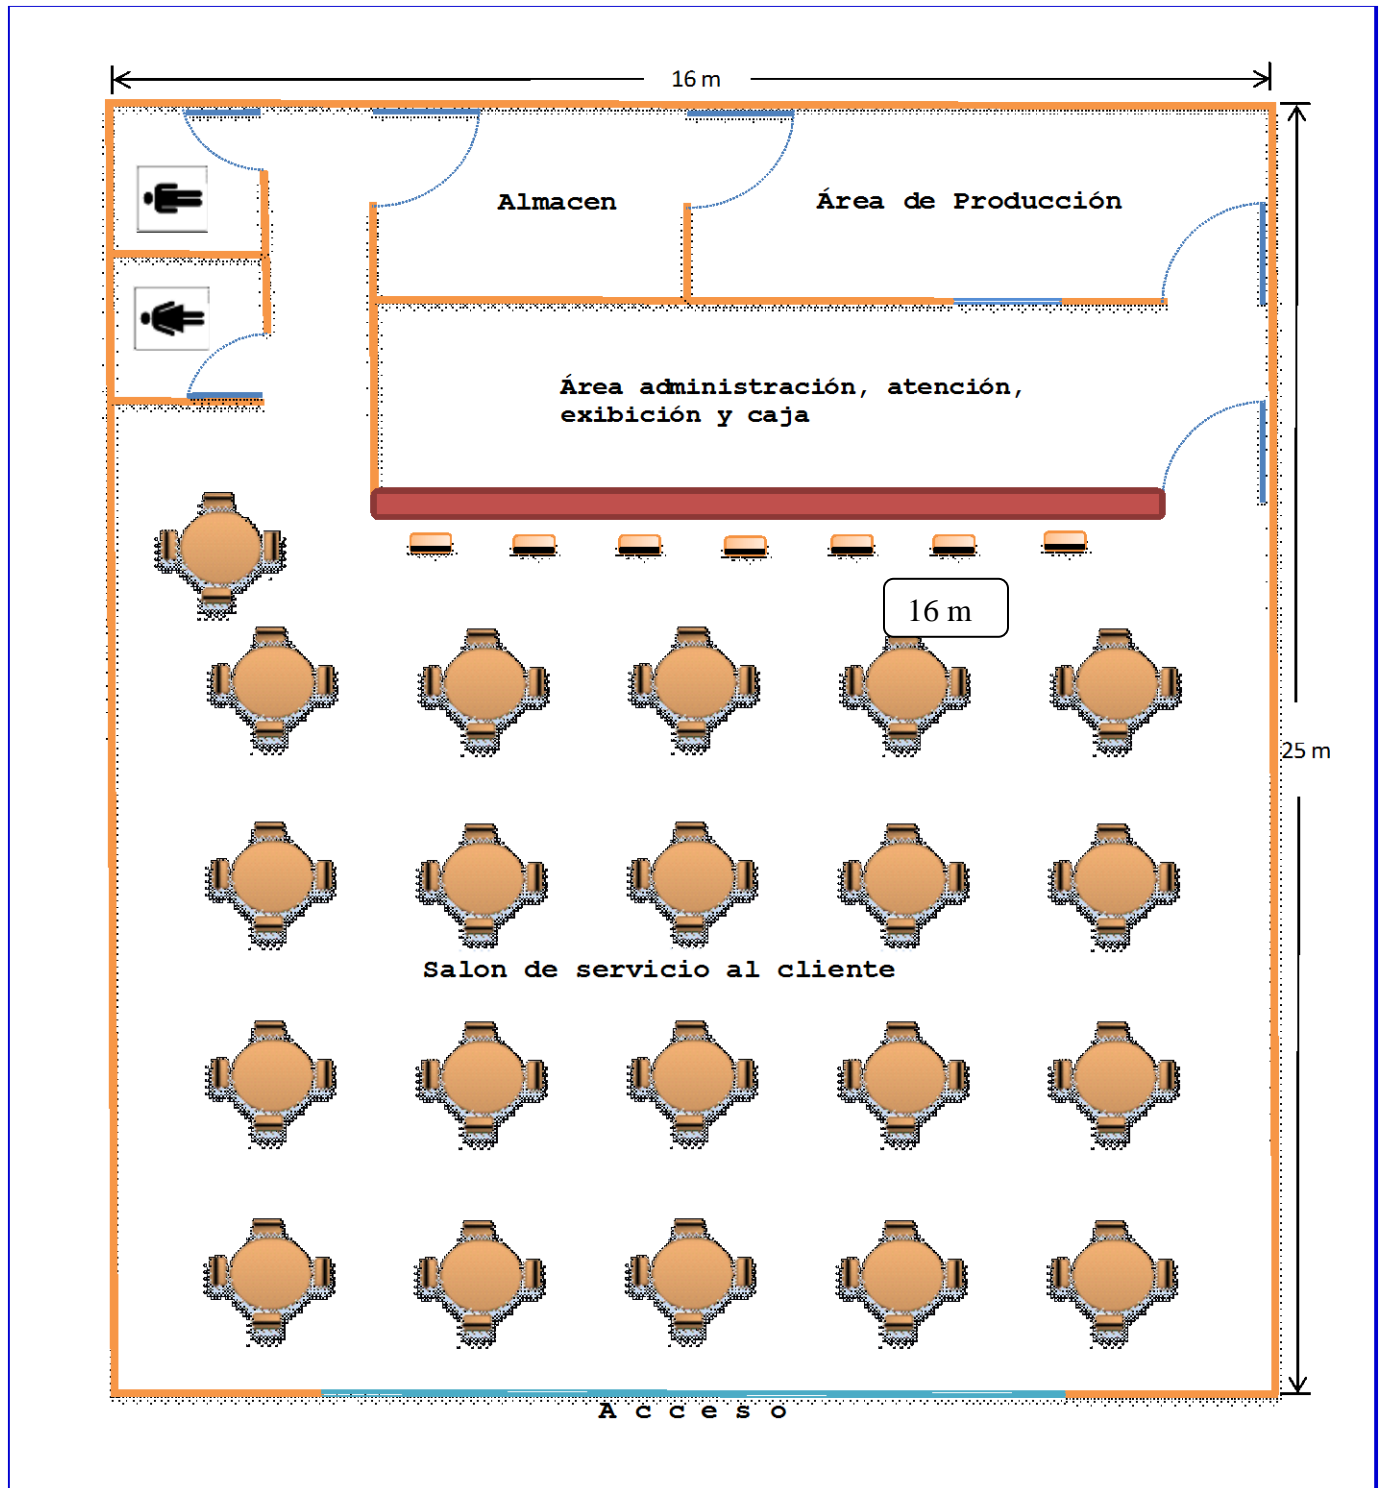 16 m
Almacen
Área de Producción
Área administración, atención,
exibición y caja
16 m
25 m
Salon de servicio al cliente
A c c e s o